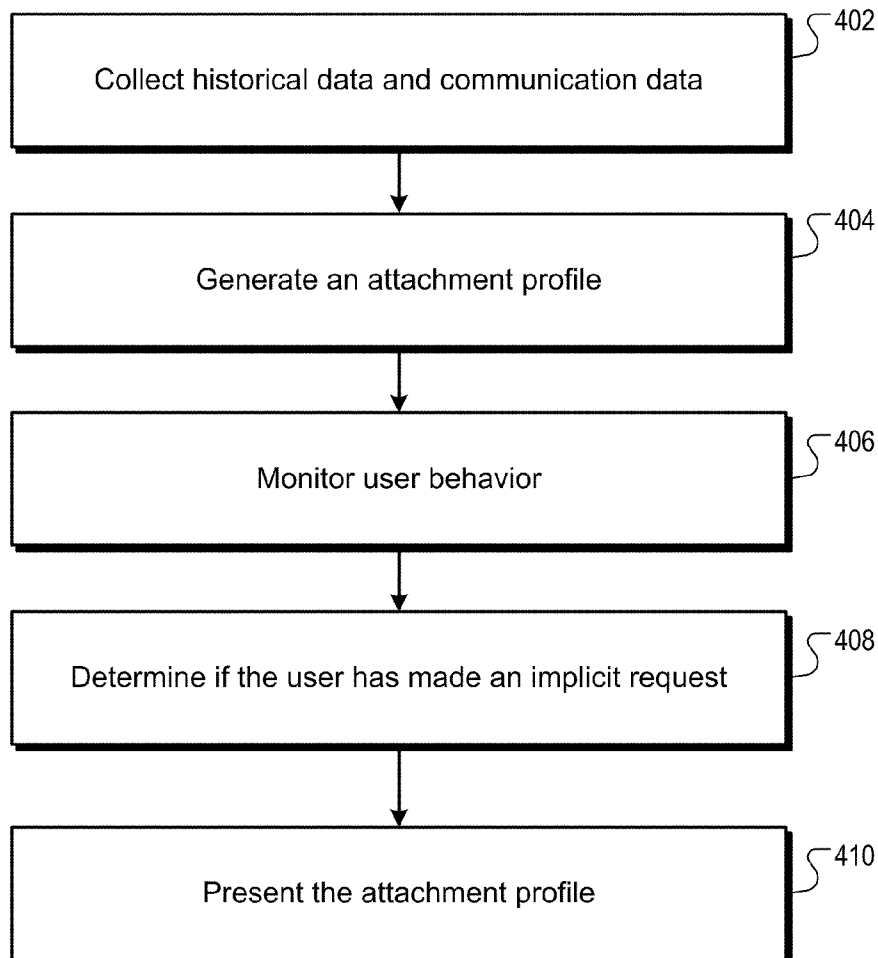 402
Collect historical data and communication data
404
Generate an attachment profile
406
Monitor user behavior
408
Determine if the user has made an implicit request
410
Present the attachment profile